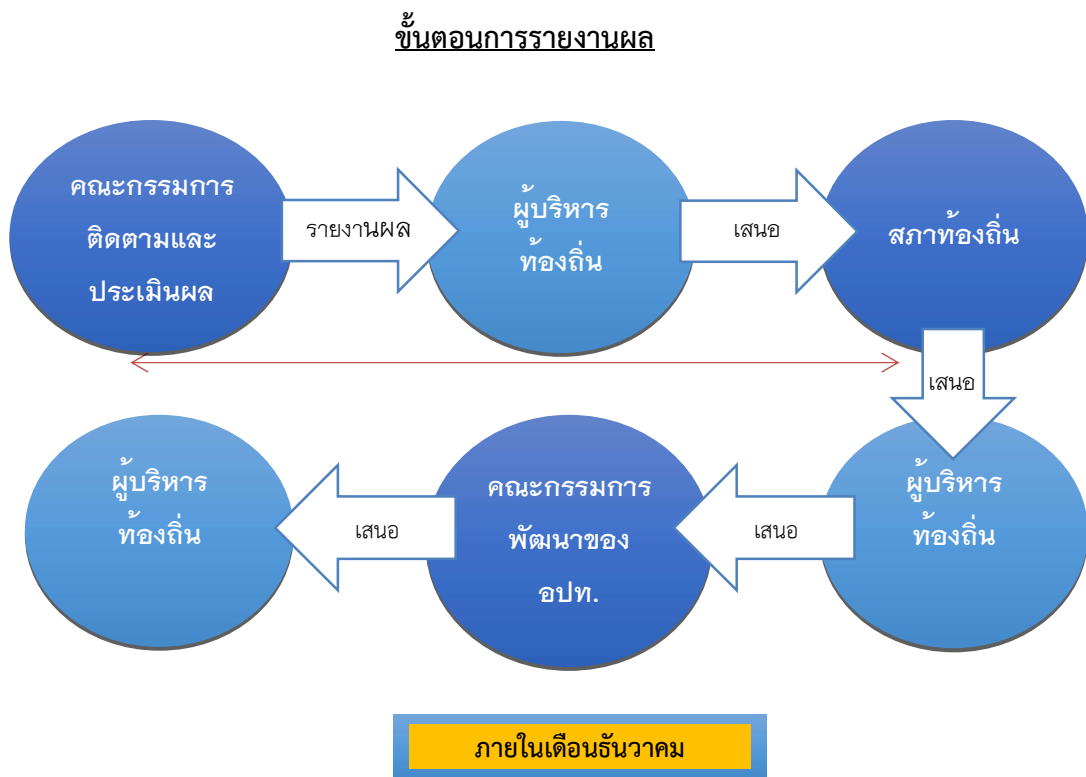 ขั้นตอนการรายงานผล
คณะกรรมการ
ติดตามและ
ประเมินผล
รายงานผล
ผู้บริหาร
ท้องถิ่น
เสนอ
สภาท้องถิ่น
เสนอ
ผู้บริหาร
ท้องถิ่น
เสนอ
คณะกรรมการ
พัฒนาของ
อปท.
เสนอ
ผู้บริหาร
ท้องถิ่น
ภายในเดือนธันวาคม